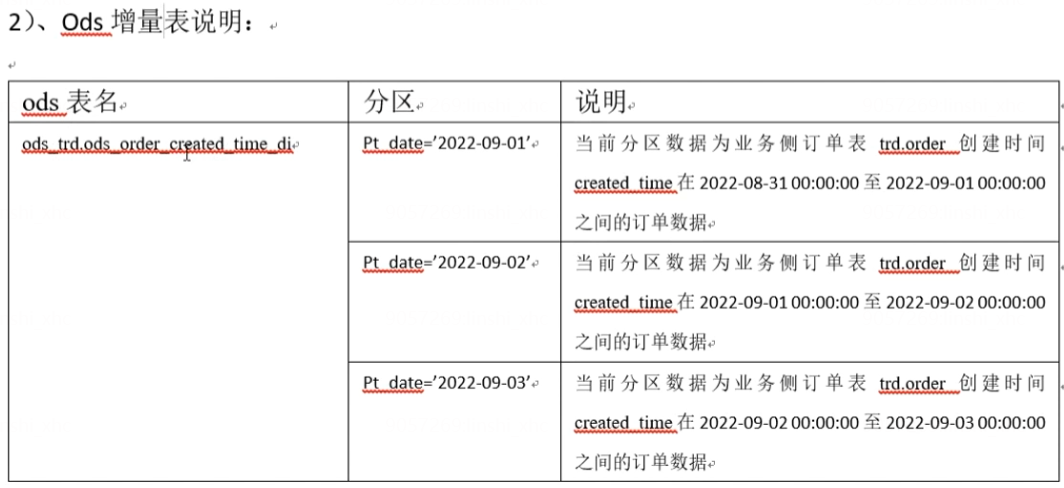 2)、Ods 增量表说明：
ods 表名
分区
说明
ods_trd.ods_order_created_time_di
Pt_date='2022-09-01'
当前分区数据为业务侧订单表 trd.order 创建时间
created_time 在 2022-08-31 00:00:00 至 2022-09-01 00:00:00
之间的订单数据
Pt_date='2022-09-02'
当前分区数据为业务侧订单表 trd.order 创建时间
created_time 在 2022-09-01 00:00:00 至 2022-09-02 00:00:00
之间的订单数据
Pt_date='2022-09-03'
当前分区数据为业务侧订单表 trd.order 创建时间
created_time 在 2022-09-02 00:00:00 至 2022-09-03 00:00:00
之间的订单数据